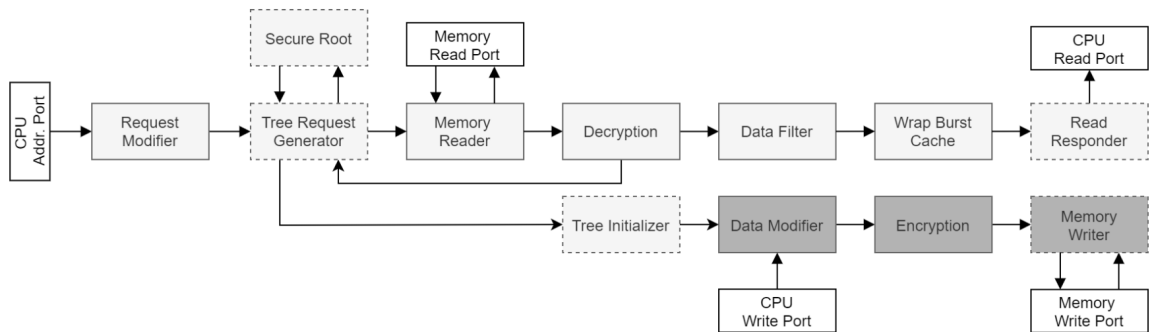 Secure Root
Memory
Read Port
CPU
Read Port
CPU
Addr. Port
Request
Modifier
Tree Request
Generator
Memory
Reader
Decryption
Data Filter
Wrap Burst
Cache
Read
Responder
Tree Initializer
Data Modifier
Encryption
Memory
Writer
CPU
Write Port
Memory
Write Port